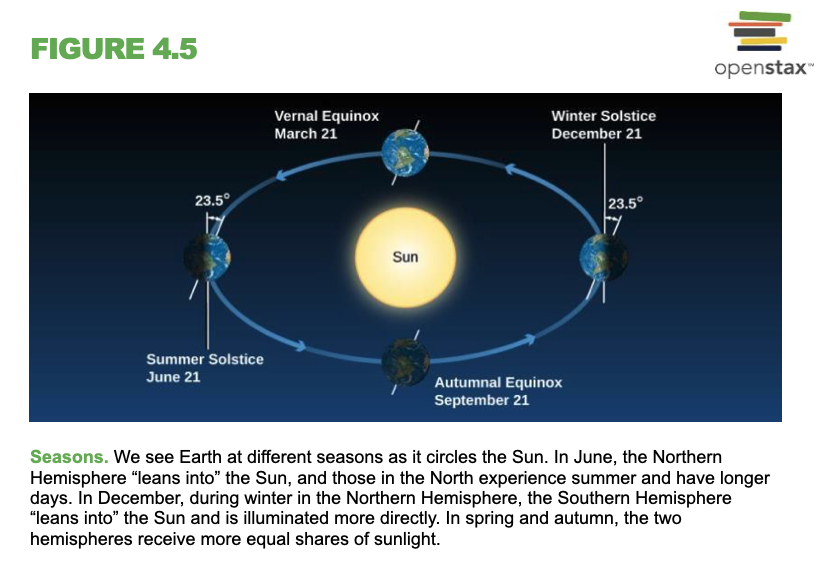 FIGURE 4.5
openstax™
Vernal Equinox
March 21
Winter Solstice
December 21
23.5°
23.5°
Sun
Summer Solstice
June 21
Autumnal Equinox
September 21
Seasons. We see Earth at different seasons as it circles the Sun. In June, the Northern
Hemisphere “leans into” the Sun, and those in the North experience summer and have longer
days. In December, during winter in the Northern Hemisphere, the Southern Hemisphere
“leans into” the Sun and is illuminated more directly. In spring and autumn, the two
hemispheres receive more equal shares of sunlight.